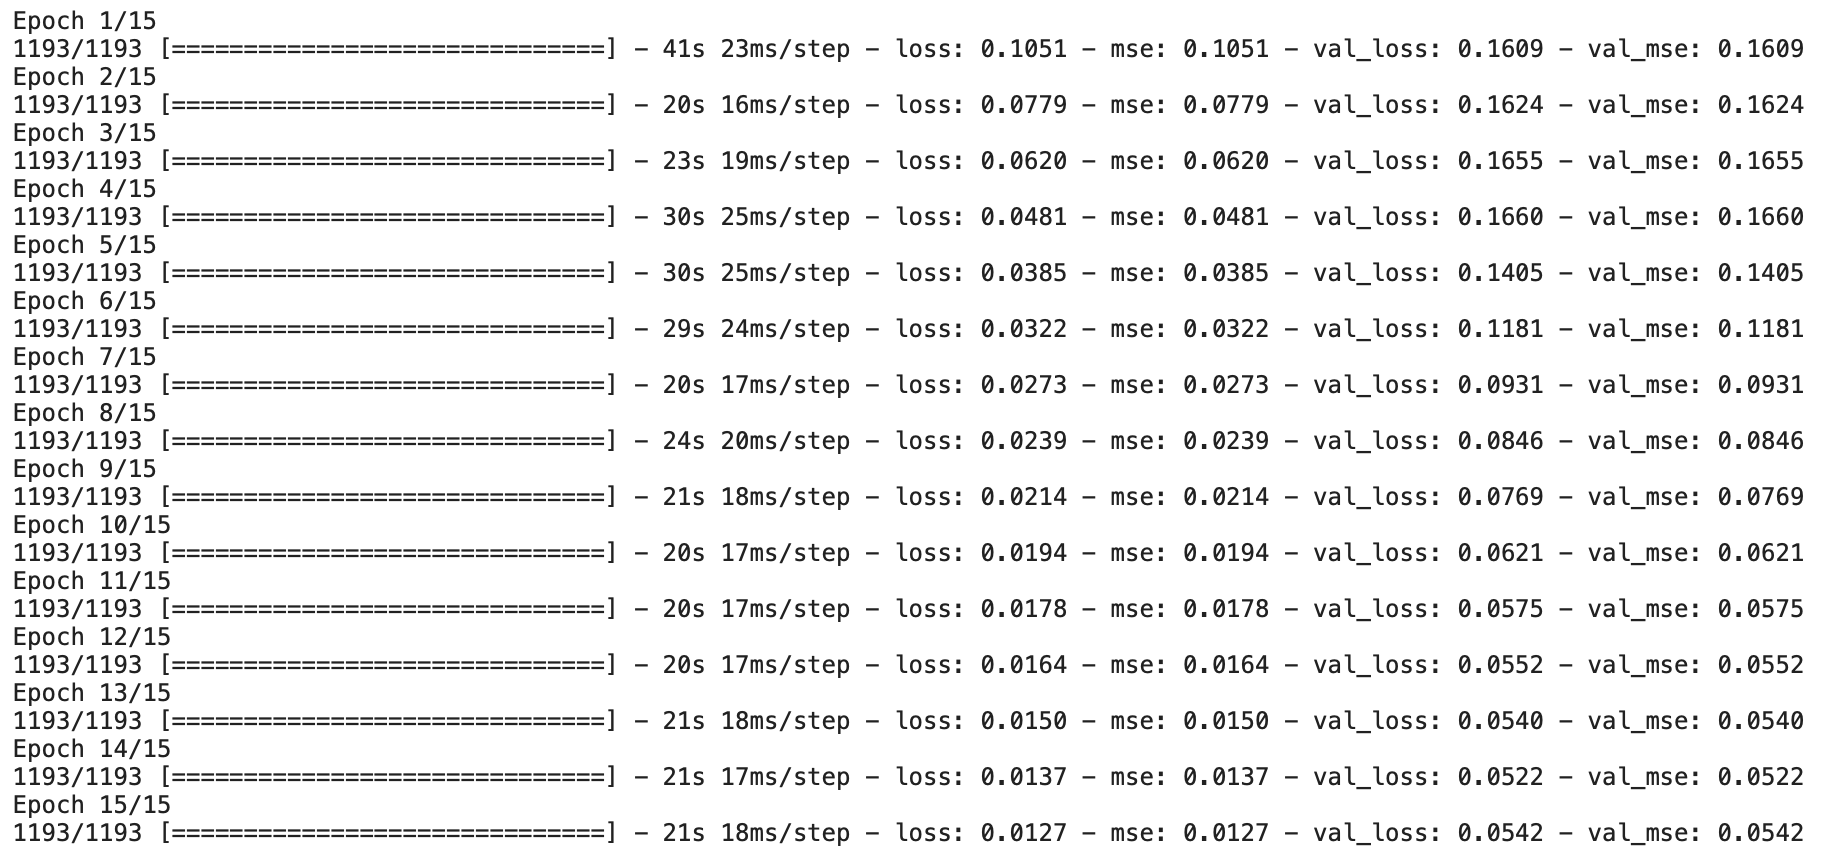 Epoch 1/15
1193/1193 [==============================] - 41s 23ms/step - loss: 0.1051 - mse: 0.1051 - val_loss: 0.1609 - val_mse: 0.1609
Epoch 2/15
1193/1193 [==============================] - 20s 16ms/step - loss: 0.0779 - mse: 0.0779 - val_loss: 0.1624 - val_mse: 0.1624
Epoch 3/15
1193/1193 [==============================] - 23s 19ms/step - loss: 0.0620 - mse: 0.0620 - val_loss: 0.1655 - val_mse: 0.1655
Epoch 4/15
1193/1193 [==============================] - 30s 25ms/step - loss: 0.0481 - mse: 0.0481 - val_loss: 0.1660 - val_mse: 0.1660
Epoch 5/15
1193/1193 [==============================] - 30s 25ms/step - loss: 0.0385 - mse: 0.0385 - val_loss: 0.1405 - val_mse: 0.1405
Epoch 6/15
1193/1193 [==============================] - 29s 24ms/step - loss: 0.0322 - mse: 0.0322 - val_loss: 0.1181 - val_mse: 0.1181
Epoch 7/15
1193/1193 [==============================] - 20s 17ms/step - loss: 0.0273 - mse: 0.0273 - val_loss: 0.0931 - val_mse: 0.0931
Epoch 8/15
1193/1193 [==============================] - 24s 20ms/step - loss: 0.0239 - mse: 0.0239 - val_loss: 0.0846 - val_mse: 0.0846
Epoch 9/15
1193/1193 [==============================] - 21s 18ms/step - loss: 0.0214 - mse: 0.0214 - val_loss: 0.0769 - val_mse: 0.0769
Epoch 10/15
1193/1193 [==============================] - 20s 17ms/step - loss: 0.0194 - mse: 0.0194 - val_loss: 0.0621 - val_mse: 0.0621
Epoch 11/15
1193/1193 [==============================] - 20s 17ms/step - loss: 0.0178 - mse: 0.0178 - val_loss: 0.0575 - val_mse: 0.0575
Epoch 12/15
1193/1193 [==============================] - 20s 17ms/step - loss: 0.0164 - mse: 0.0164 - val_loss: 0.0552 - val_mse: 0.0552
Epoch 13/15
1193/1193 [==============================] - 21s 18ms/step - loss: 0.0150 - mse: 0.0150 - val_loss: 0.0540 - val_mse: 0.0540
Epoch 14/15
1193/1193 [==============================] - 21s 17ms/step - loss: 0.0137 - mse: 0.0137 - val_loss: 0.0522 - val_mse: 0.0522
Epoch 15/15
1193/1193 [==============================] - 21s 18ms/step - loss: 0.0127 - mse: 0.0127 - val_loss: 0.0542 - val_mse: 0.0542